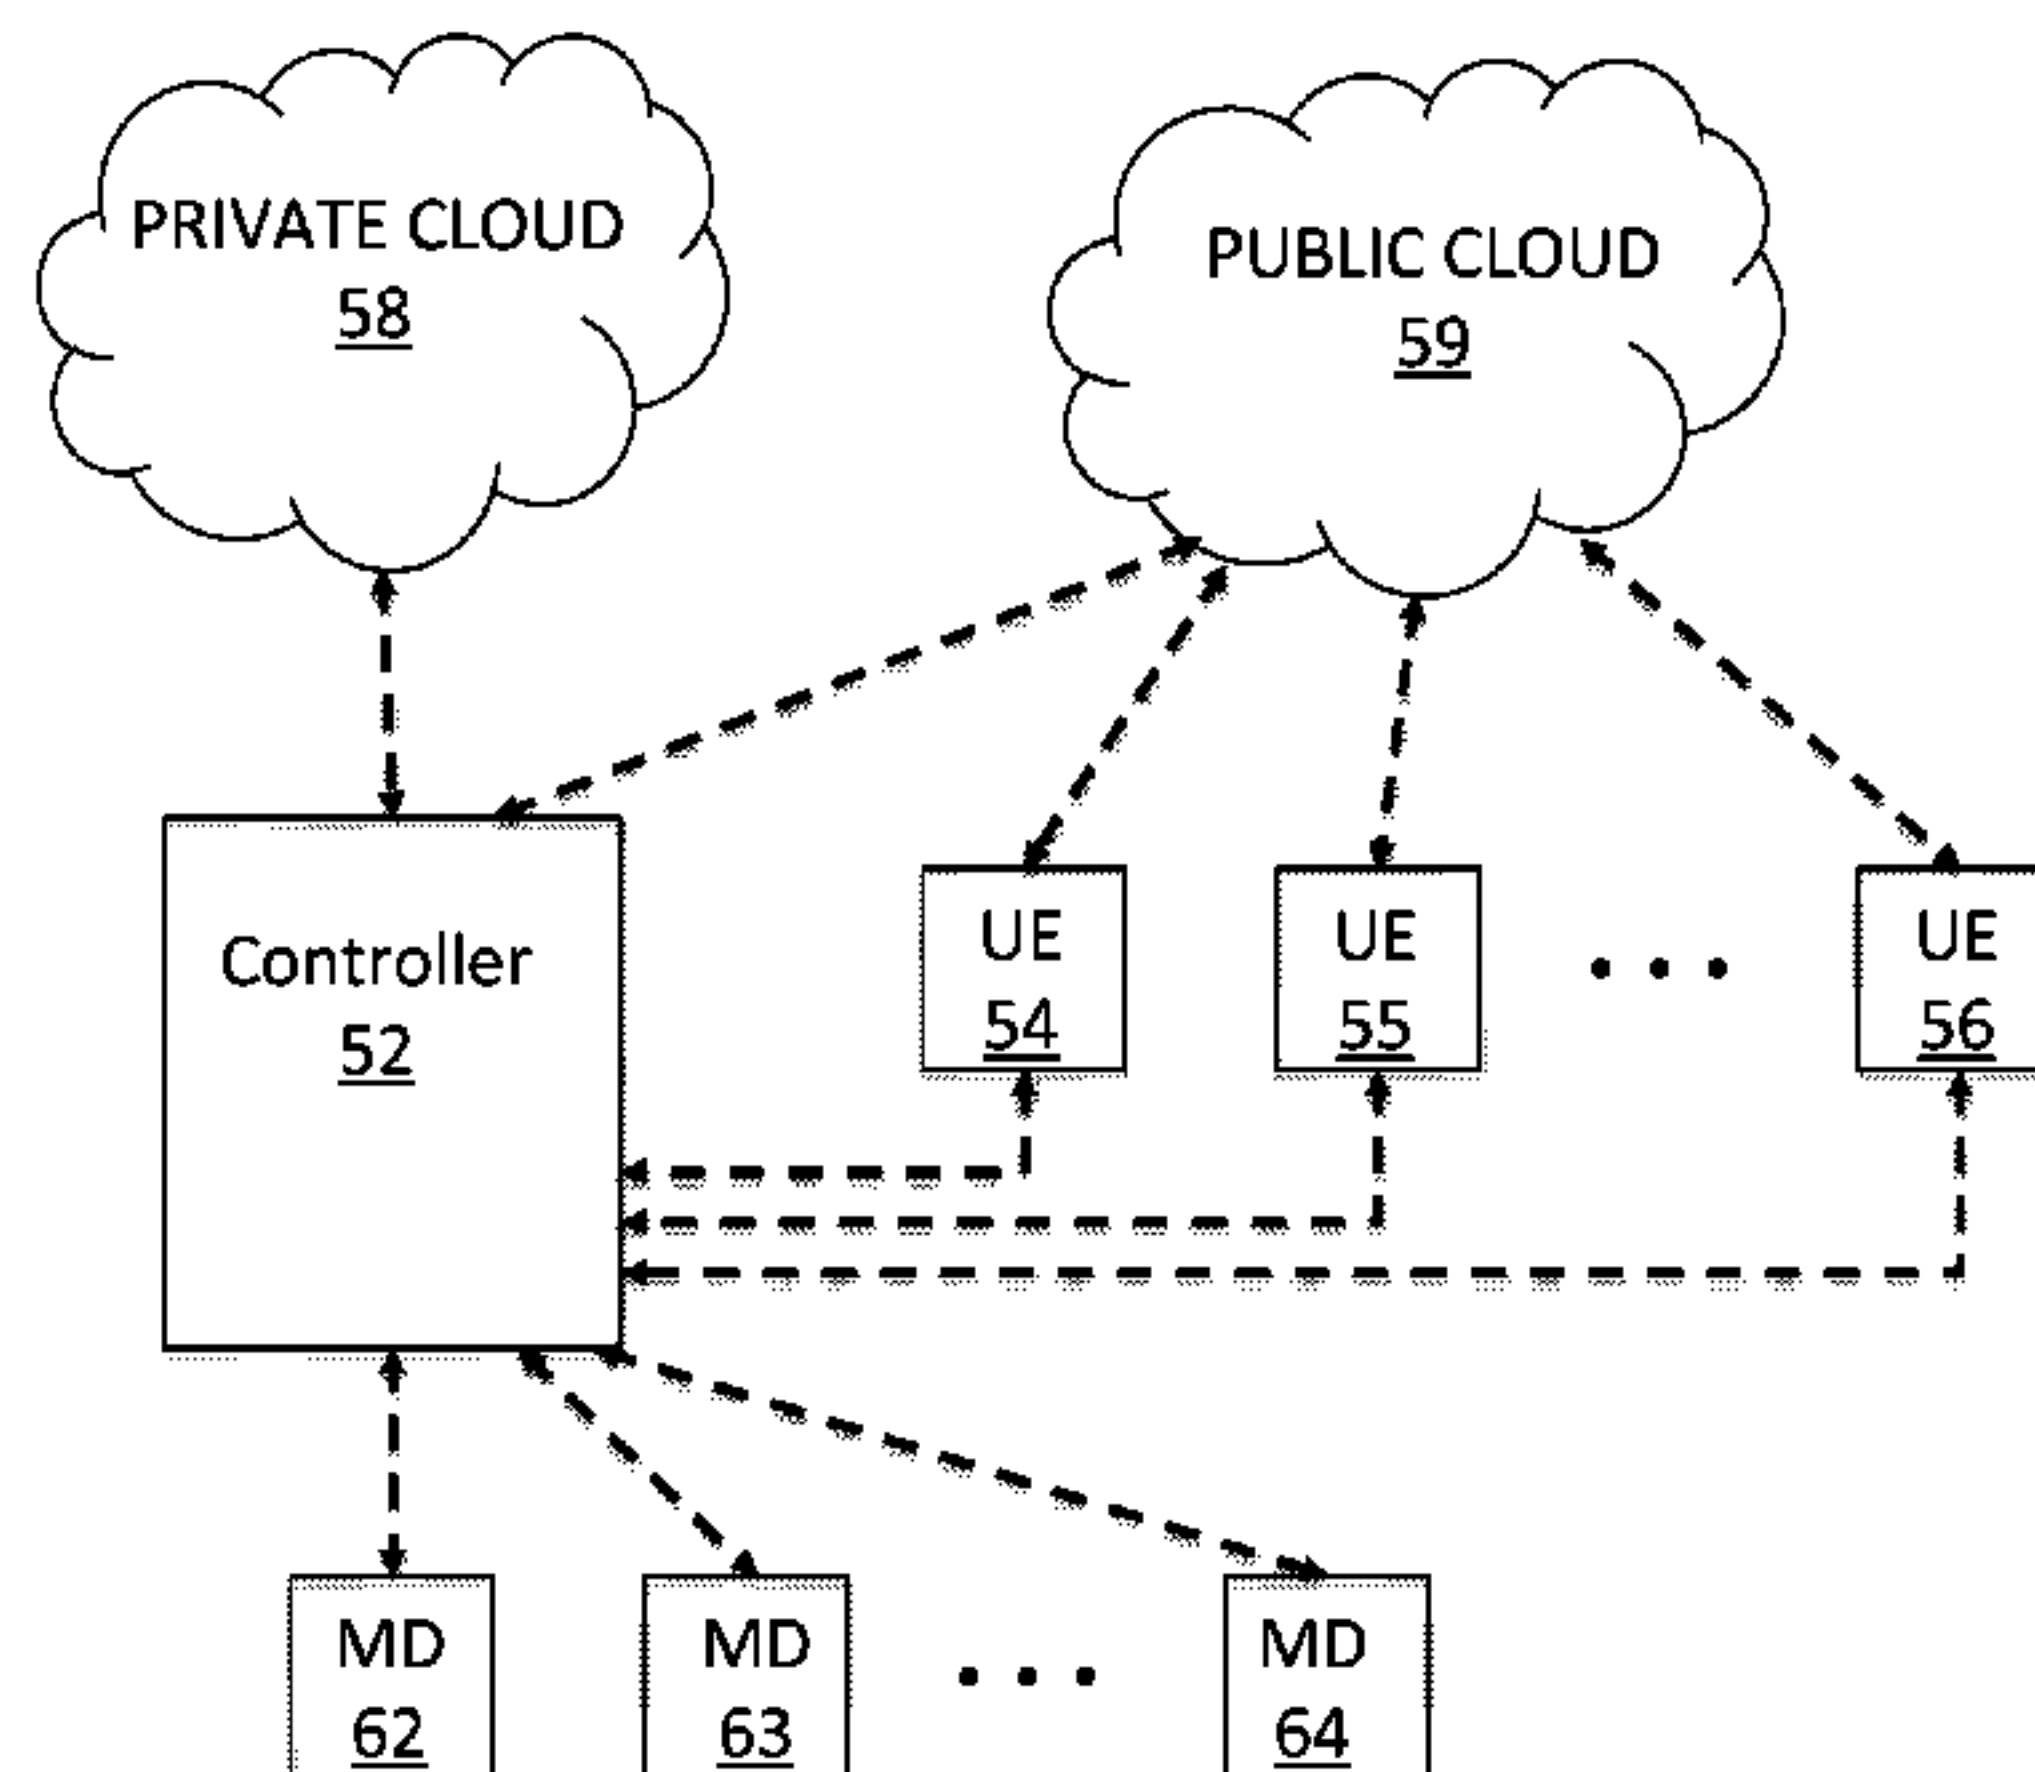 PRIVATE CLOUD
58
PUBLIC CLOUD
59
Controller
52
UE
54
UE
55
• • •
UE
56
MD
62
MD
63
• • •
MD
64